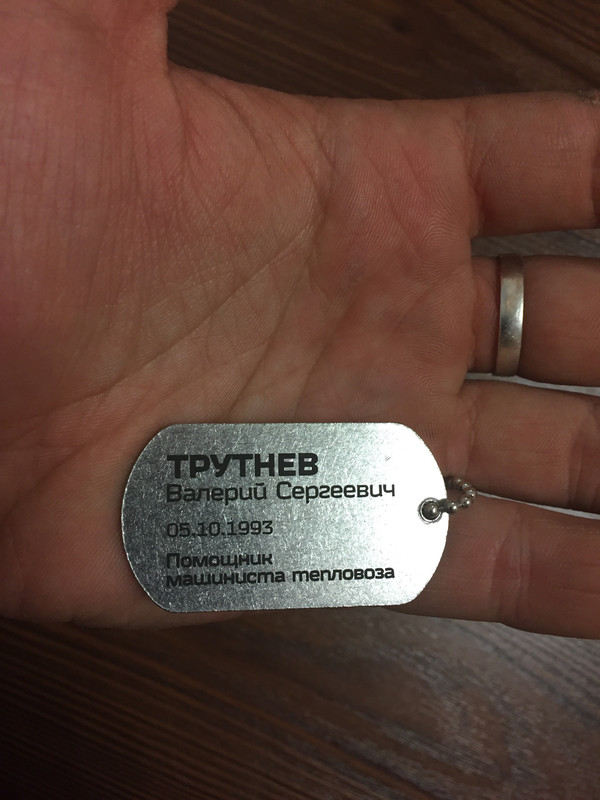 ТРУТНЕВ
Валерий Сергеевич
05.10.1993
Помощник
машиниста тепловоза